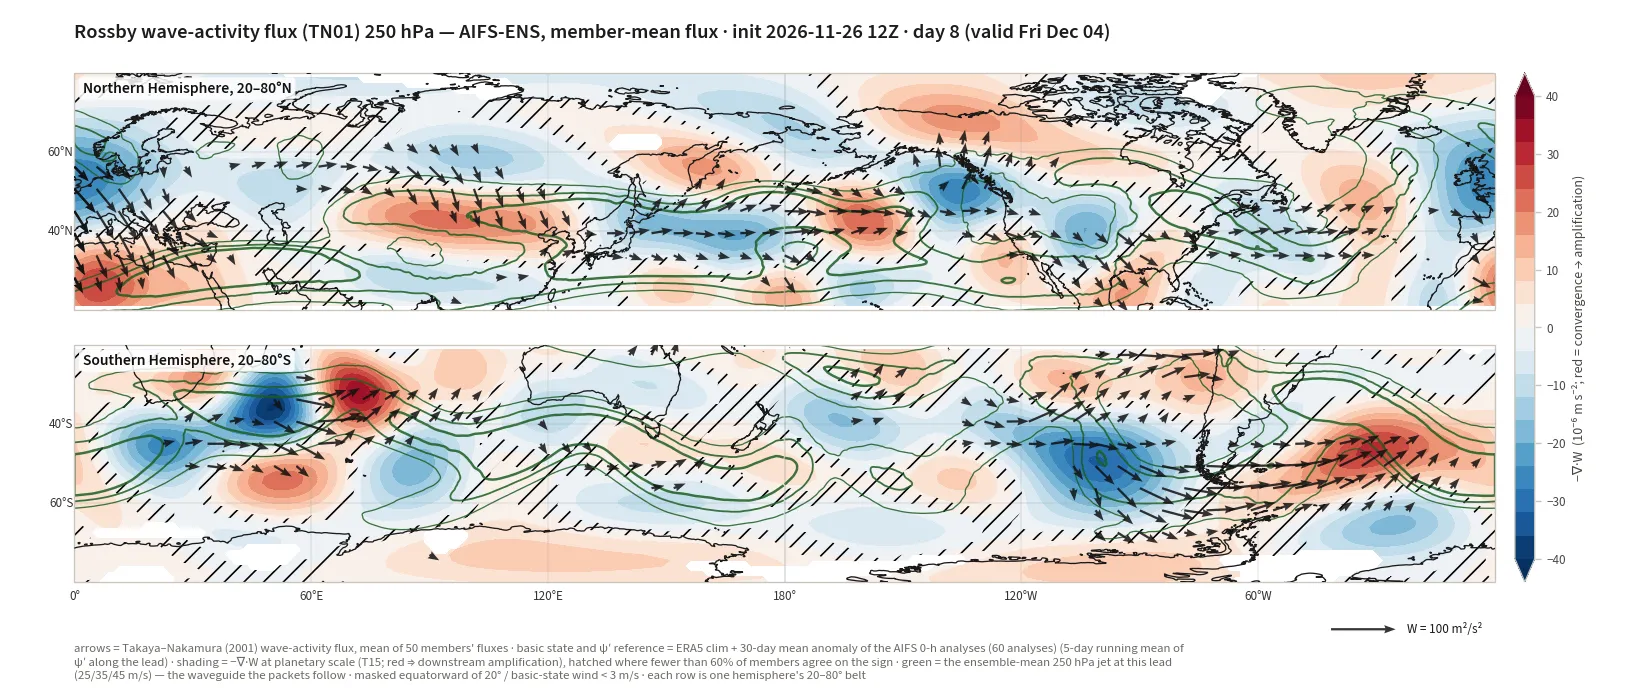 Rossby wave-activity flux (TN01) 250 hPa — AIFS-ENS, member-mean flux · init 2026-11-26 12Z · day 8 (valid Fri Dec 04)
Northern Hemisphere, 20–80°N
60°N
40°N
Southern Hemisphere, 20–80°S
40°S
60°S
0°
60°E
120°E
180°
120°W
60°W
40
30
20
10
0
−10
−20
−30
−40
−∇·W (10⁻⁶ m s⁻²; red = convergence → amplification)
W = 100 m²/s²
arrows = Takaya–Nakamura (2001) wave-activity flux, mean of 50 members' fluxes · basic state and ψ′ reference = ERA5 clim + 30-day mean anomaly of the AIFS 0-h analyses (60 analyses) (5-day running mean of
ψ′ along the lead) · shading = −∇·W at planetary scale (T15; red ⇒ downstream amplification), hatched where fewer than 60% of members agree on the sign · green = the ensemble-mean 250 hPa jet at this lead
(25/35/45 m/s) — the waveguide the packets follow · masked equatorward of 20° / basic-state wind < 3 m/s · each row is one hemisphere's 20–80° belt